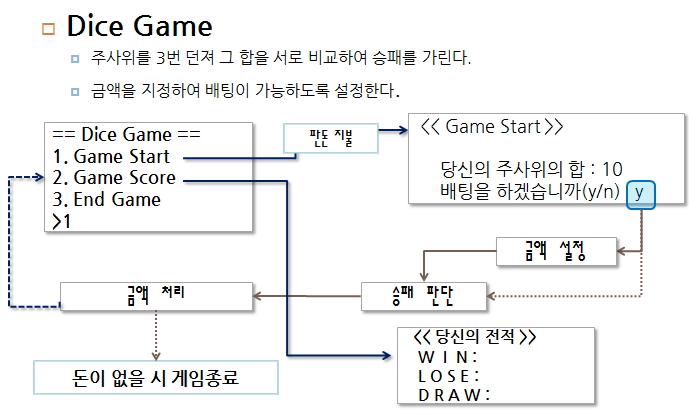 Dice Game
주사위를 3번 던져 그 합을 서로 비교하여 승패를 가린다.
금액을 지정하여 배팅이 가능하도록 설정한다.
== Dice Game ==
1. Game Start
2. Game Score
3. End Game
>1
판돈 지불
<< Game Start >>
당신의 주사위의 합 : 10
배팅을 하겠습니까(y/n) y
금액 설정
승패 판단
금액 처리
돈이 없을 시 게임종료
<< 당신의 전적 >>
W I N :
L O S E :
D R A W :